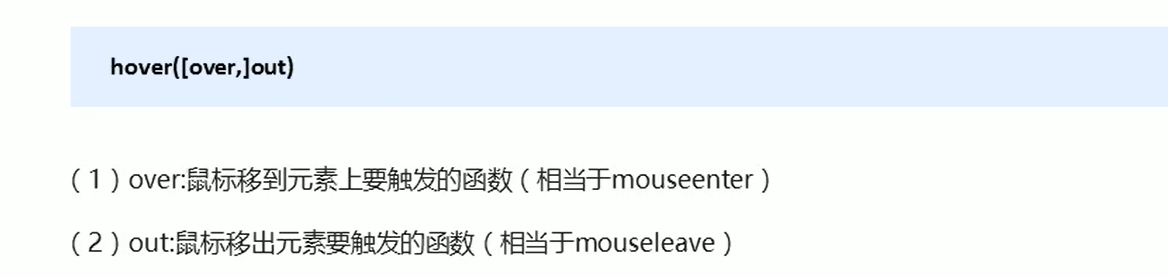 hover([over,]out)
（1）over:鼠标移到元素上要触发的函数（相当于mouseenter）
（2）out:鼠标移出元素要触发的函数（相当于mouseleave）